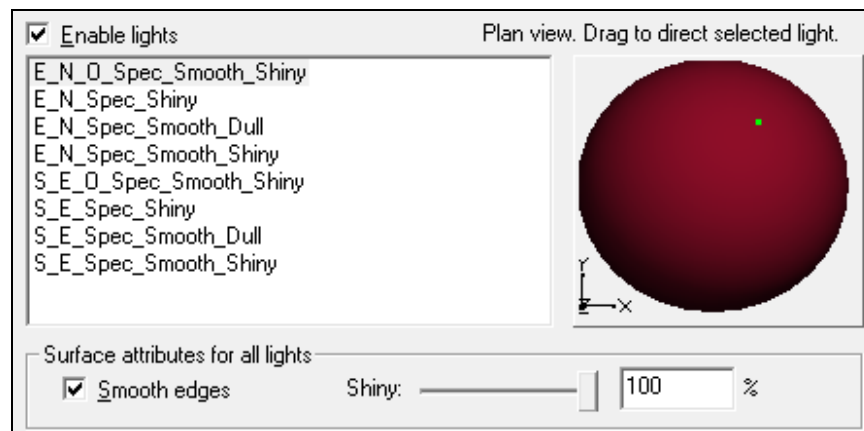 Enable lights
Plan view. Drag to direct selected light.
E_N_O_Spec_Smooth_Shiny
E_N_Spec_Shiny
E_N_Spec_Smooth_Dull
E_N_Spec_Smooth_Shiny
S_E_O_Spec_Smooth_Shiny
S_E_Spec_Shiny
S_E_Spec_Smooth_Dull
S_E_Spec_Smooth_Shiny
Y
Z X
Surface attributes for all lights
Smooth edges Shiny: 100 %